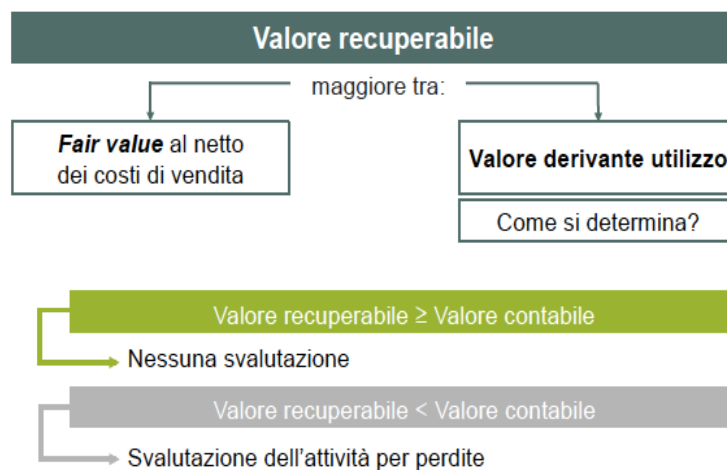 Valore recuperabile
maggiore tra:
Fair value al netto
dei costi di vendita
Valore derivante utilizzo
Come si determina?
Valore recuperabile ≥ Valore contabile
Nessuna svalutazione
Valore recuperabile < Valore contabile
Svalutazione dell'attività per perdite